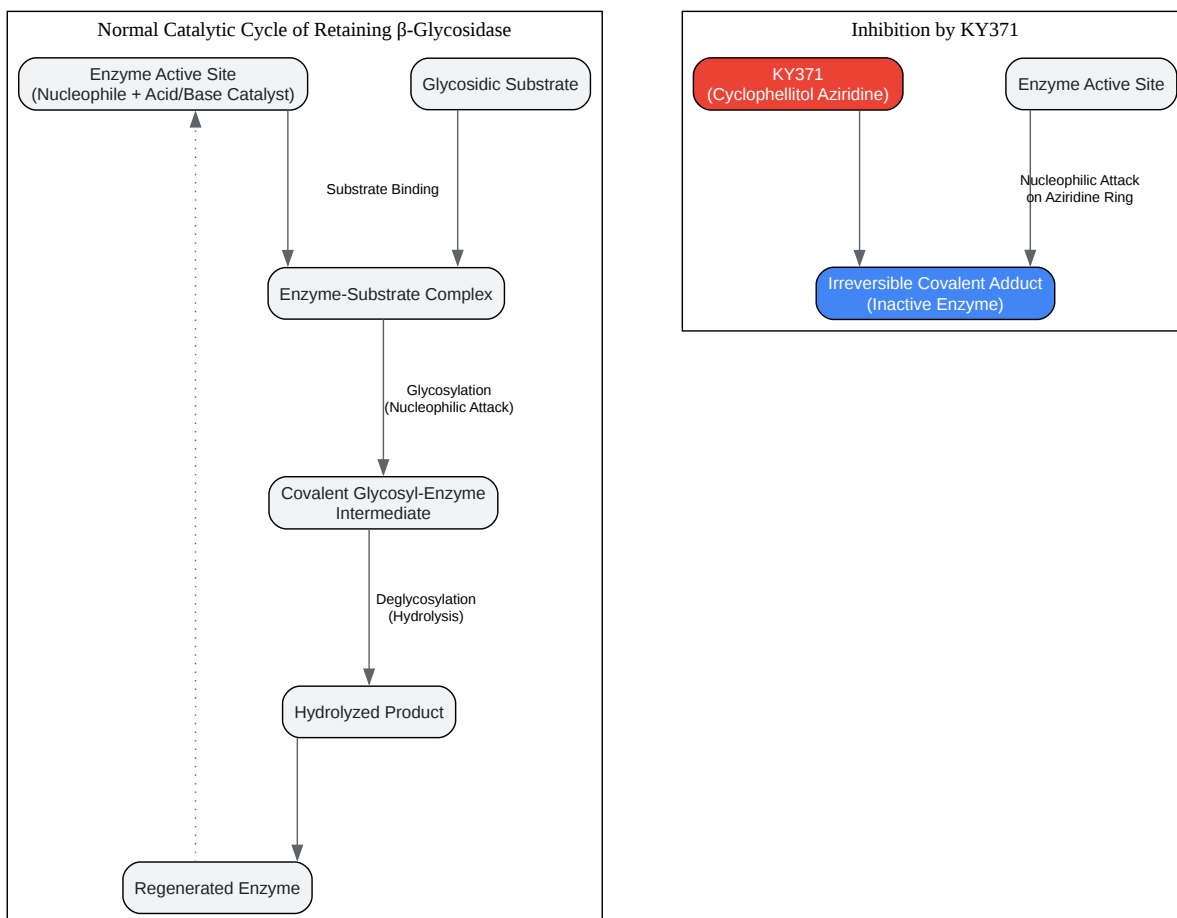 Normal Catalytic Cycle of Retaining β-Glycosidase
Enzyme Active Site
(Nucleophile + Acid/Base Catalyst)
Glycosidic Substrate
Substrate Binding
Enzyme-Substrate Complex
Glycosylation
(Nucleophilic Attack)
Covalent Glycosyl-Enzyme
Intermediate
Deglycosylation
(Hydrolysis)
Hydrolyzed Product
Regenerated Enzyme
Inhibition by KY371
KY371
(Cyclophellitol Aziridine)
Enzyme Active Site
Nucleophilic Attack
on Aziridine Ring
Irreversible Covalent Adduct
(Inactive Enzyme)